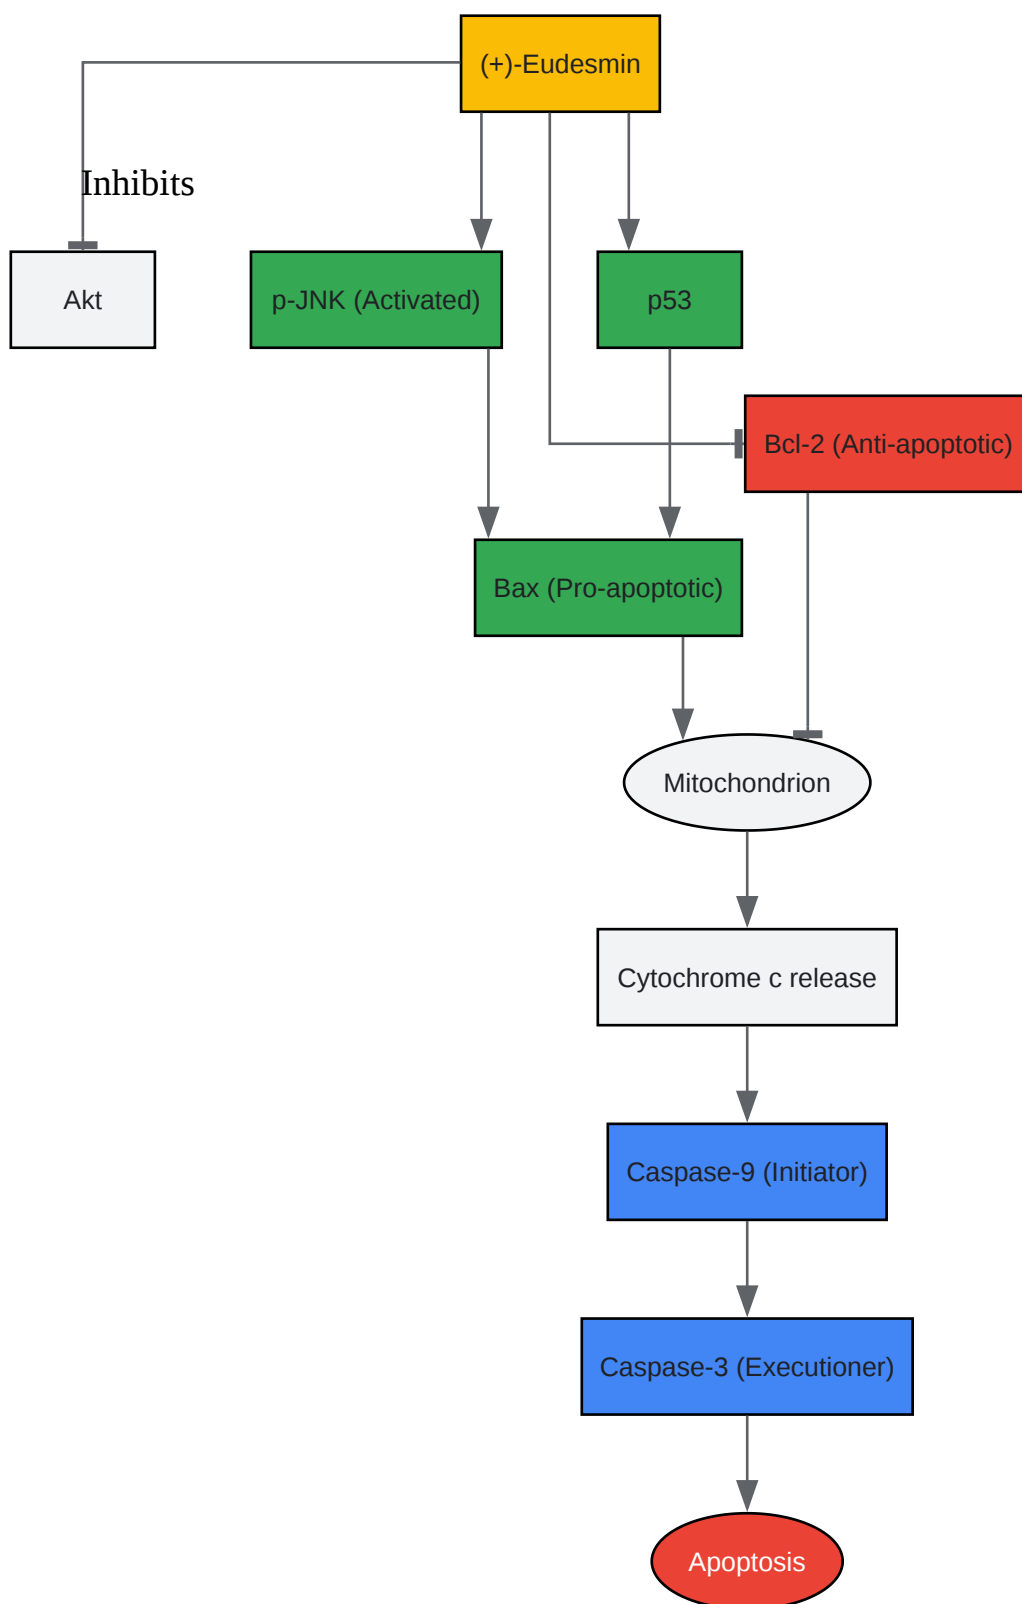 (+)-Eudesmin
Inhibits
Akt
p-JNK (Activated)
p53
Bcl-2 (Anti-apoptotic)
Bax (Pro-apoptotic)
Mitochondrion
Cytochrome c release
Caspase-9 (Initiator)
Caspase-3 (Executioner)
Apoptosis